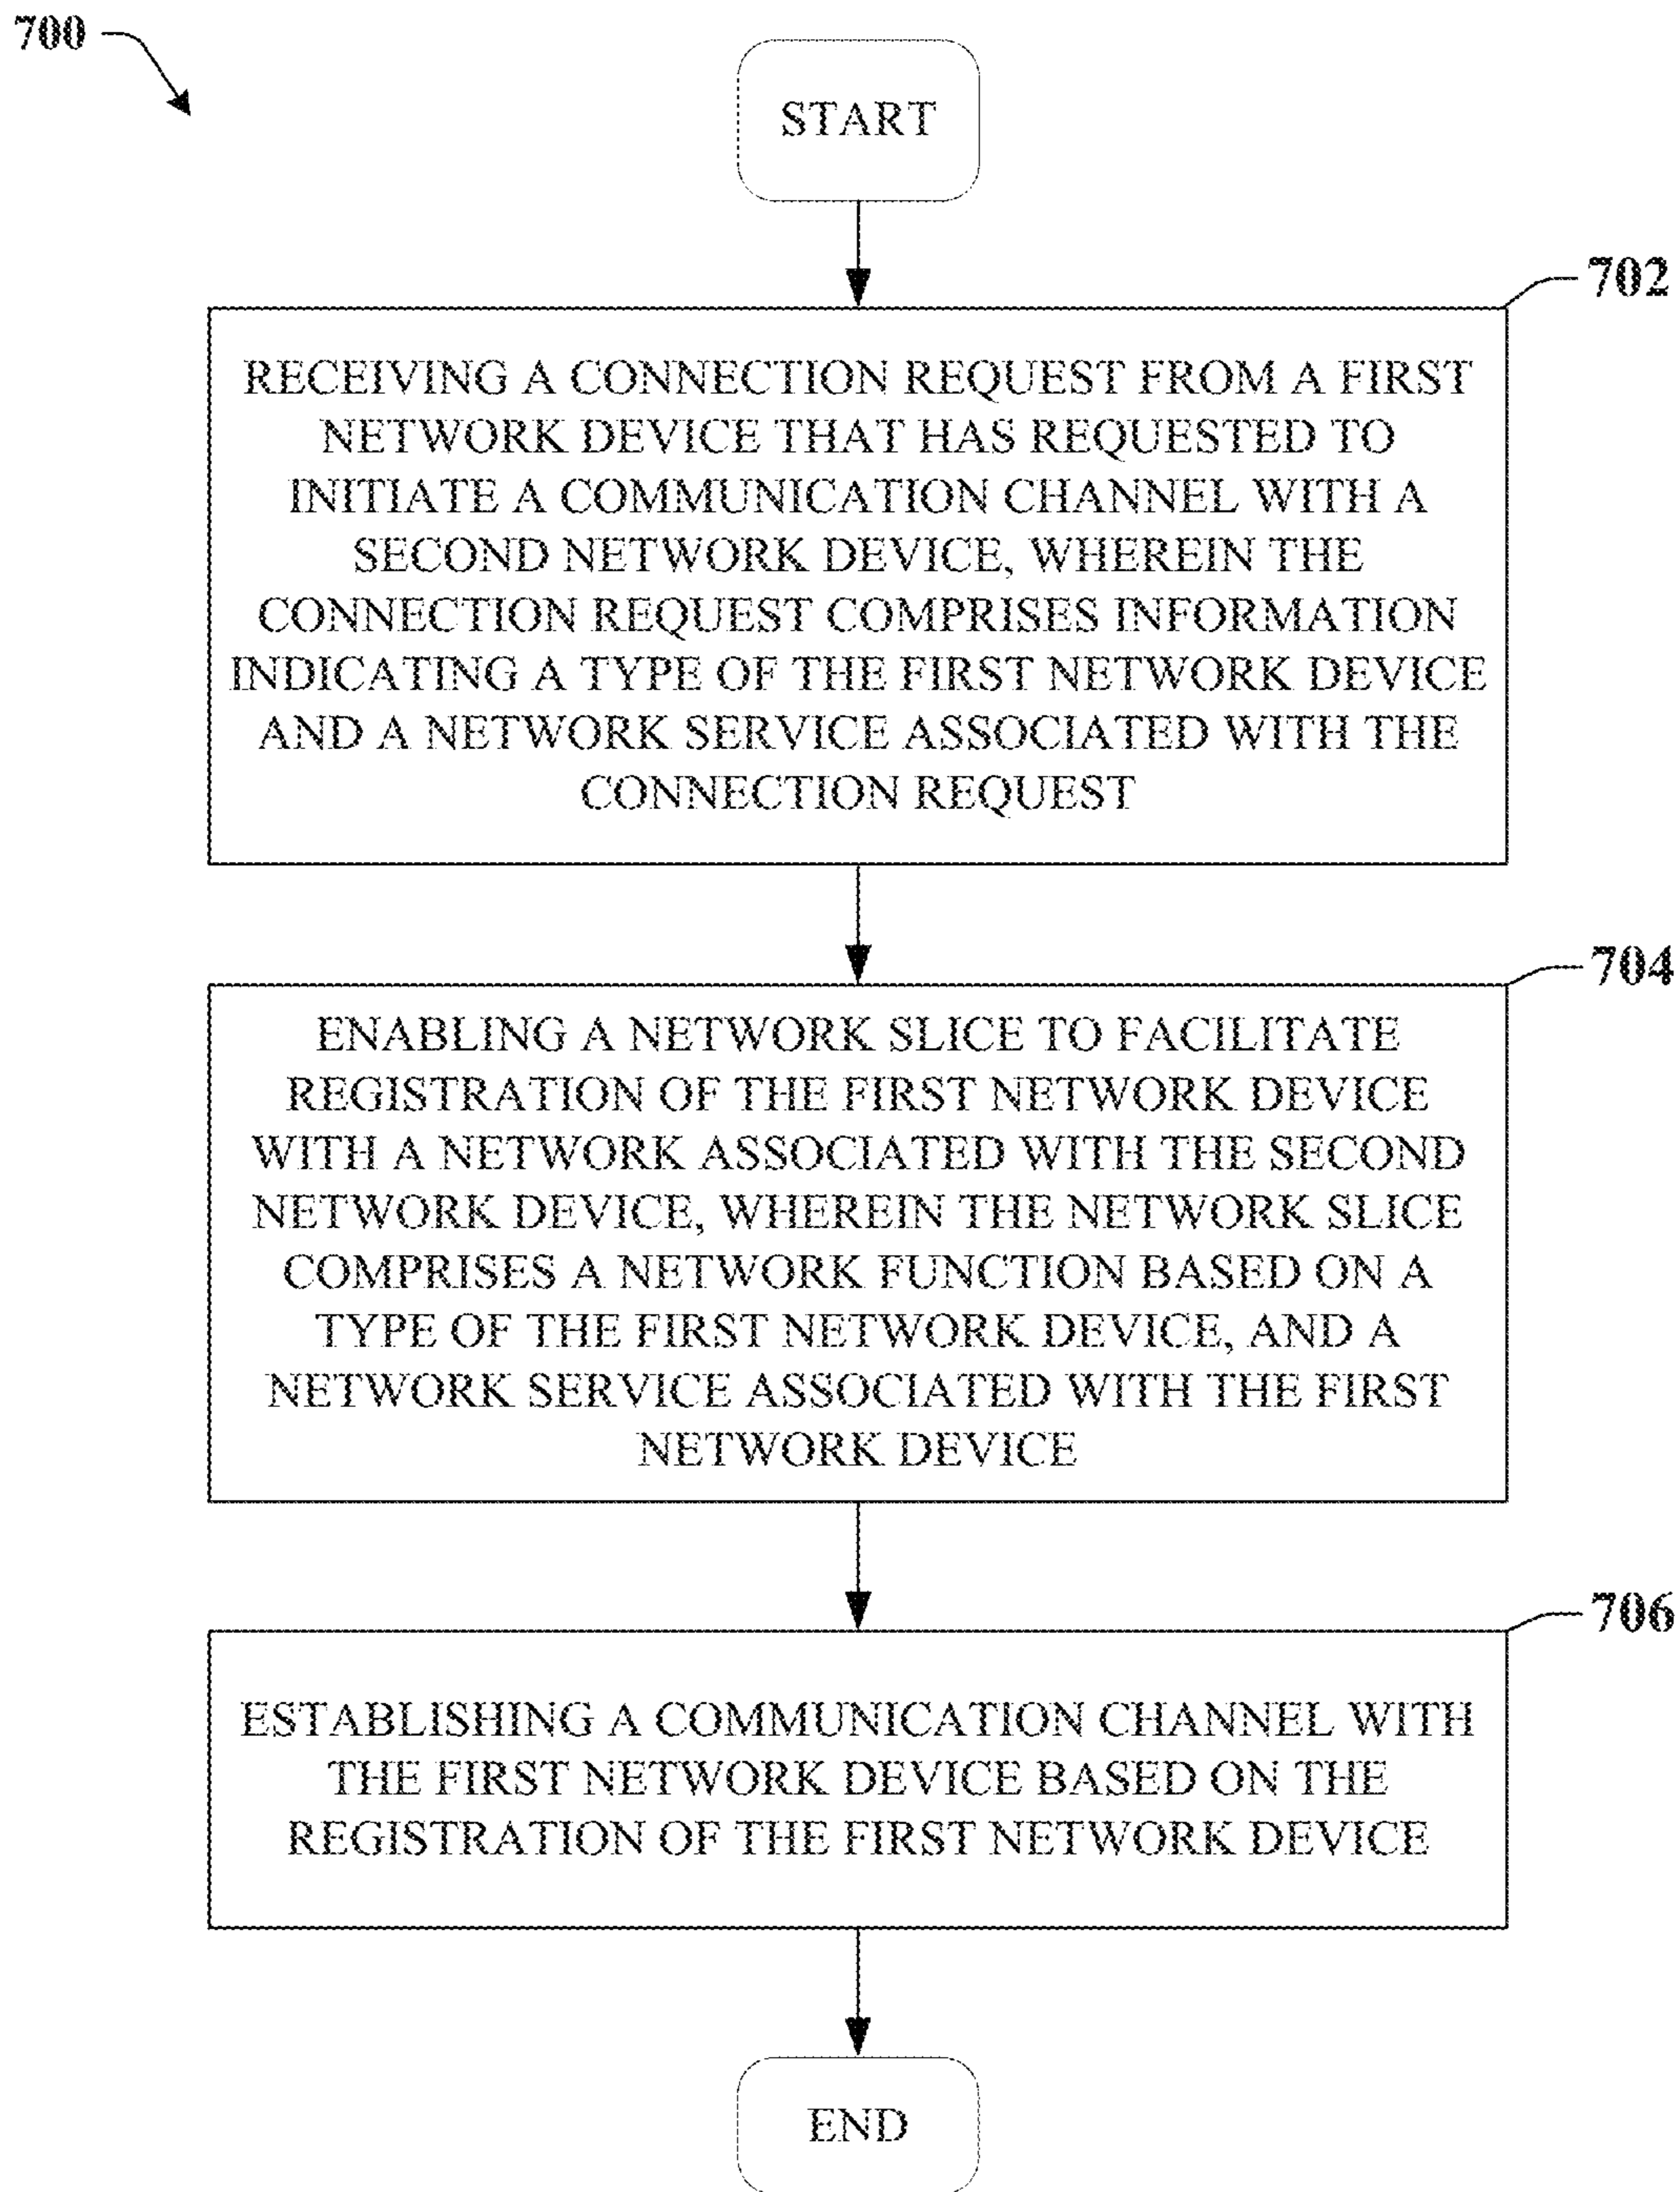 700
START
702
RECEIVING A CONNECTION REQUEST FROM A FIRST
NETWORK DEVICE THAT HAS REQUESTED TO
INITIATE A COMMUNICATION CHANNEL WITH A
SECOND NETWORK DEVICE, WHEREIN THE
CONNECTION REQUEST COMPRISES INFORMATION
INDICATING A TYPE OF THE FIRST NETWORK DEVICE
AND A NETWORK SERVICE ASSOCIATED WITH THE
CONNECTION REQUEST
704
ENABLING A NETWORK SLICE TO FACILITATE
REGISTRATION OF THE FIRST NETWORK DEVICE
WITH A NETWORK ASSOCIATED WITH THE SECOND
NETWORK DEVICE, WHEREIN THE NETWORK SLICE
COMPRISES A NETWORK FUNCTION BASED ON A
TYPE OF THE FIRST NETWORK DEVICE, AND A
NETWORK SERVICE ASSOCIATED WITH THE FIRST
NETWORK DEVICE
706
ESTABLISHING A COMMUNICATION CHANNEL WITH
THE FIRST NETWORK DEVICE BASED ON THE
REGISTRATION OF THE FIRST NETWORK DEVICE
END